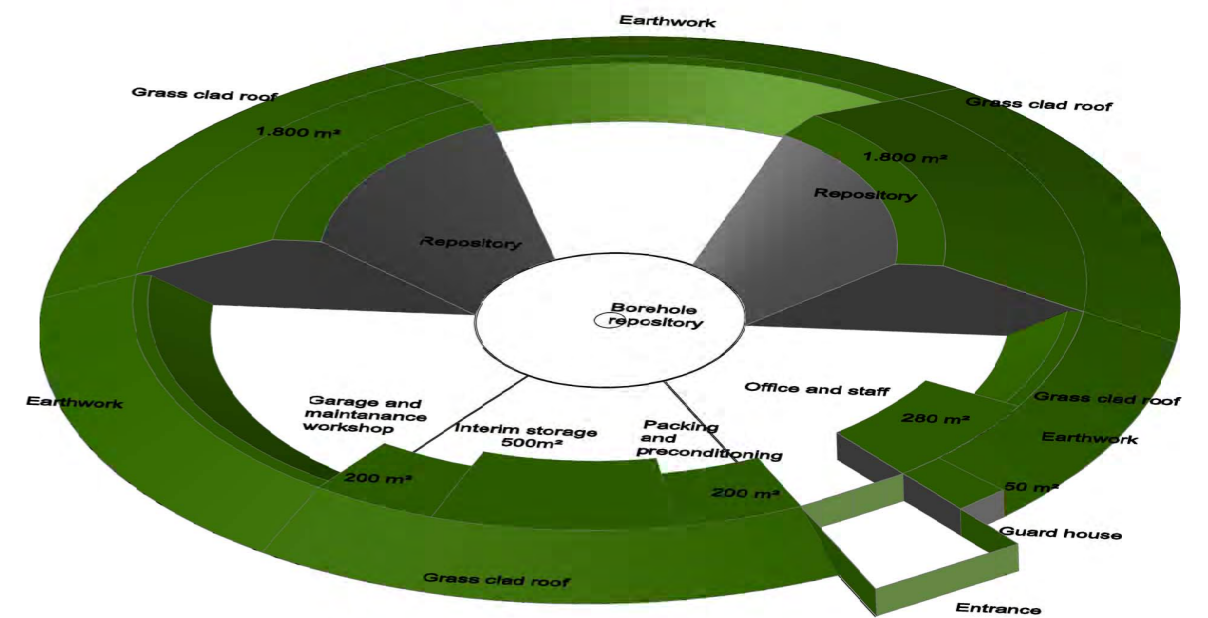 Earthwork
Grass clad roof
Grass clad roof
1.800 m²
1.800 m²
Repository
Repository
Borehole
repository
Office and staff
Garage and
maintanance
workshop
Interim storage
500m²
Packing
and
preconditioning
Earthwork
Grass clad roof
280 m²
Earthwork
200 m²
200 m²
50 m²
Guard house
Grass clad roof
Entrance